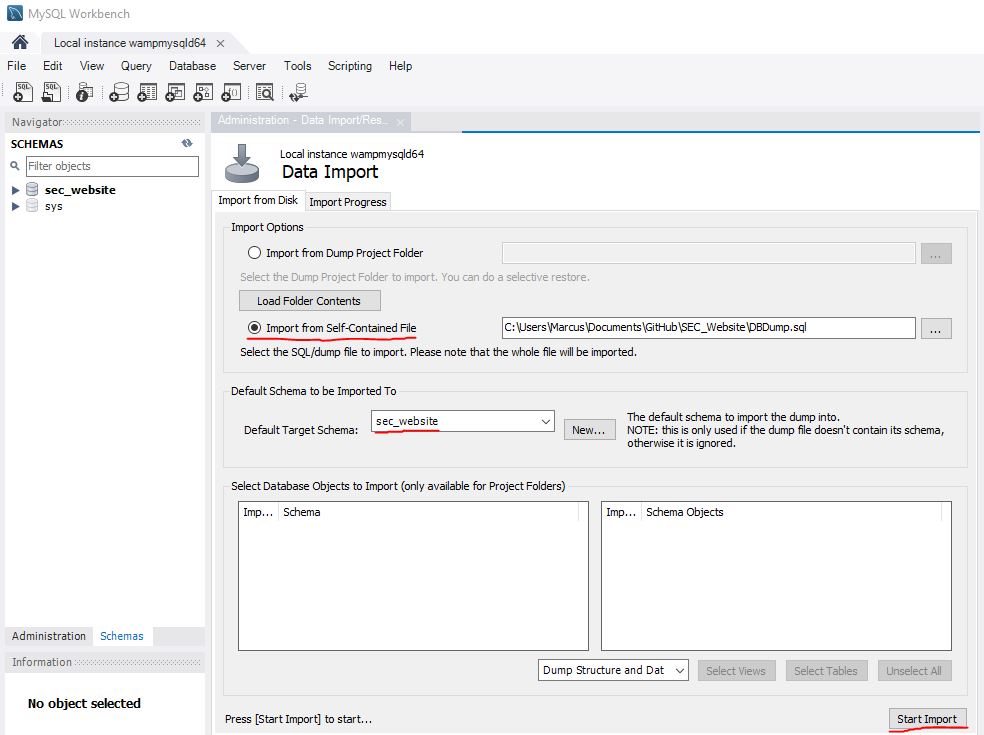 MySQL Workbench
Local instance wampmysqld64
File Edit View Query Database Server Tools Scripting Help
SQL SQL
Navigator
Administration - Data Import/Res...
SCHEMAS
Filter objects
sec_website
sys
Local instance wampmysqld64
Data Import
Import from Disk Import Progress
Import Options
Import from Dump Project Folder ...
Select the Dump Project Folder to import. You can do a selective restore.
Load Folder Contents
Import from Self-Contained File C:\Users\Marcus\Documents\GitHub\SEC_Website\DBDump.sql ...
Select the SQL/dump file to import. Please note that the whole file will be imported.
Default Schema to be Imported To
Default Target Schema: sec_website New...
The default schema to import the dump into.
NOTE: this is only used if the dump file doesn't contain its schema,
otherwise it is ignored.
Select Database Objects to Import (only available for Project Folders)
Imp... Schema
Imp... Schema Objects
Dump Structure and Dat Select Views Select Tables Unselect All
Administration Schemas
Information
No object selected
Press [Start Import] to start...
Start Import